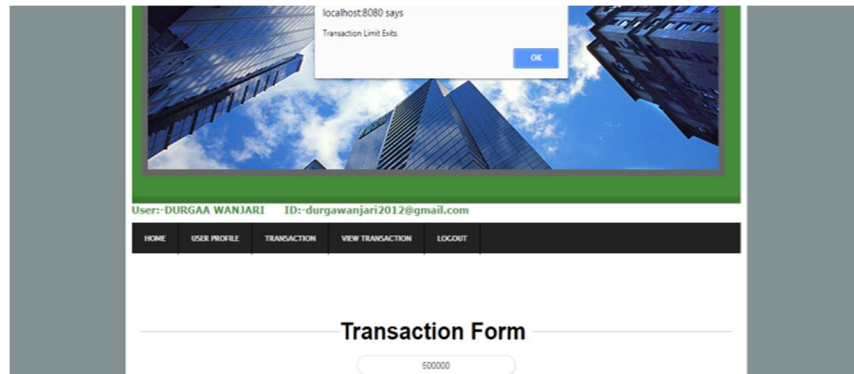 localhost:8080 says
Transaction Limit Exits
OK
User:-DURGAA WANJARI ID:-durgawanjari2012@gmail.com
HOME USER PROFILE TRANSACTION VIEW TRANSACTION LOGOUT
Transaction Form
500000